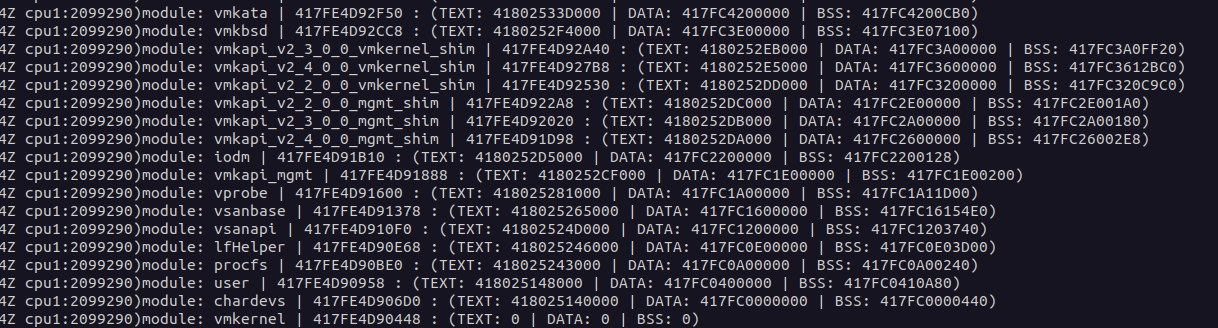 4Z cpu1:2099290)module: vmkata | 417FE4D92F50 : (TEXT: 41802533D000 | DATA: 417FC4200000 | BSS: 417FC4200CB0)
4Z cpu1:2099290)module: vmkbsd | 417FE4D92CC8 : (TEXT: 4180252F4000 | DATA: 417FC3E00000 | BSS: 417FC3E07100)
4Z cpu1:2099290)module: vmkapi_v2_3_0_0_vmkernel_shim | 417FE4D92A40 : (TEXT: 4180252EB000 | DATA: 417FC3A00000 | BSS: 417FC3A0FF20)
4Z cpu1:2099290)module: vmkapi_v2_4_0_0_vmkernel_shim | 417FE4D927B8 : (TEXT: 4180252E5000 | DATA: 417FC3600000 | BSS: 417FC3612BC0)
4Z cpu1:2099290)module: vmkapi_v2_2_0_0_vmkernel_shim | 417FE4D92530 : (TEXT: 4180252DD000 | DATA: 417FC3200000 | BSS: 417FC320C9C0)
4Z cpu1:2099290)module: vmkapi_v2_2_0_0_mgmt_shim | 417FE4D922A8 : (TEXT: 4180252DC000 | DATA: 417FC2E00000 | BSS: 417FC2E001A0)
4Z cpu1:2099290)module: vmkapi_v2_3_0_0_mgmt_shim | 417FE4D92020 : (TEXT: 4180252DB000 | DATA: 417FC2A00000 | BSS: 417FC2A00180)
4Z cpu1:2099290)module: vmkapi_v2_4_0_0_mgmt_shim | 417FE4D91D98 : (TEXT: 4180252DA000 | DATA: 417FC2600000 | BSS: 417FC26002E8)
4Z cpu1:2099290)module: iodm | 417FE4D91B10 : (TEXT: 4180252D5000 | DATA: 417FC2200000 | BSS: 417FC2200128)
4Z cpu1:2099290)module: vmkapi_mgmt | 417FE4D91888 : (TEXT: 4180252CF000 | DATA: 417FC1E00000 | BSS: 417FC1E00200)
4Z cpu1:2099290)module: vprobe | 417FE4D91600 : (TEXT: 418025281000 | DATA: 417FC1A00000 | BSS: 417FC1A11D00)
4Z cpu1:2099290)module: vsanbase | 417FE4D91378 : (TEXT: 418025265000 | DATA: 417FC1600000 | BSS: 417FC16154E0)
4Z cpu1:2099290)module: vsanapi | 417FE4D910F0 : (TEXT: 41802524D000 | DATA: 417FC1200000 | BSS: 417FC1203740)
4Z cpu1:2099290)module: lfHelper | 417FE4D90E68 : (TEXT: 418025246000 | DATA: 417FC0E00000 | BSS: 417FC0E03D00)
4Z cpu1:2099290)module: procfs | 417FE4D90BE0 : (TEXT: 418025243000 | DATA: 417FC0A00000 | BSS: 417FC0A00240)
4Z cpu1:2099290)module: user | 417FE4D90958 : (TEXT: 418025148000 | DATA: 417FC0400000 | BSS: 417FC0410A80)
4Z cpu1:2099290)module: chardevs | 417FE4D906D0 : (TEXT: 418025140000 | DATA: 417FC0000000 | BSS: 417FC0000440)
4Z cpu1:2099290)module: vmkernel | 417FE4D90448 : (TEXT: 0 | DATA: 0 | BSS: 0)